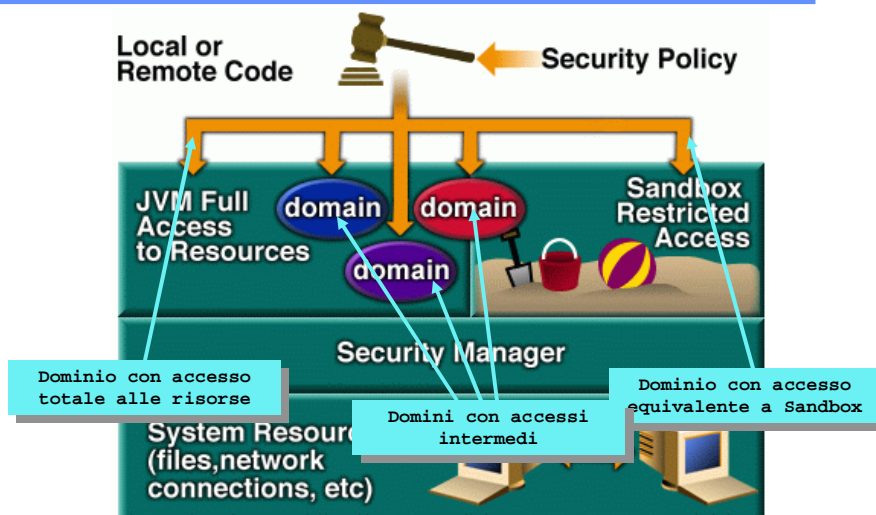 Local or
Remote Code
Security Policy
JVM Full
Access
to Resources
domain
domain
domain
Sandbox
Restricted
Access
Security Manager
Dominio con accesso
totale alle risorse
Domini con accessi
intermedi
Dominio con accesso
equivalente a Sandbox
System
(files,network
connections, etc)